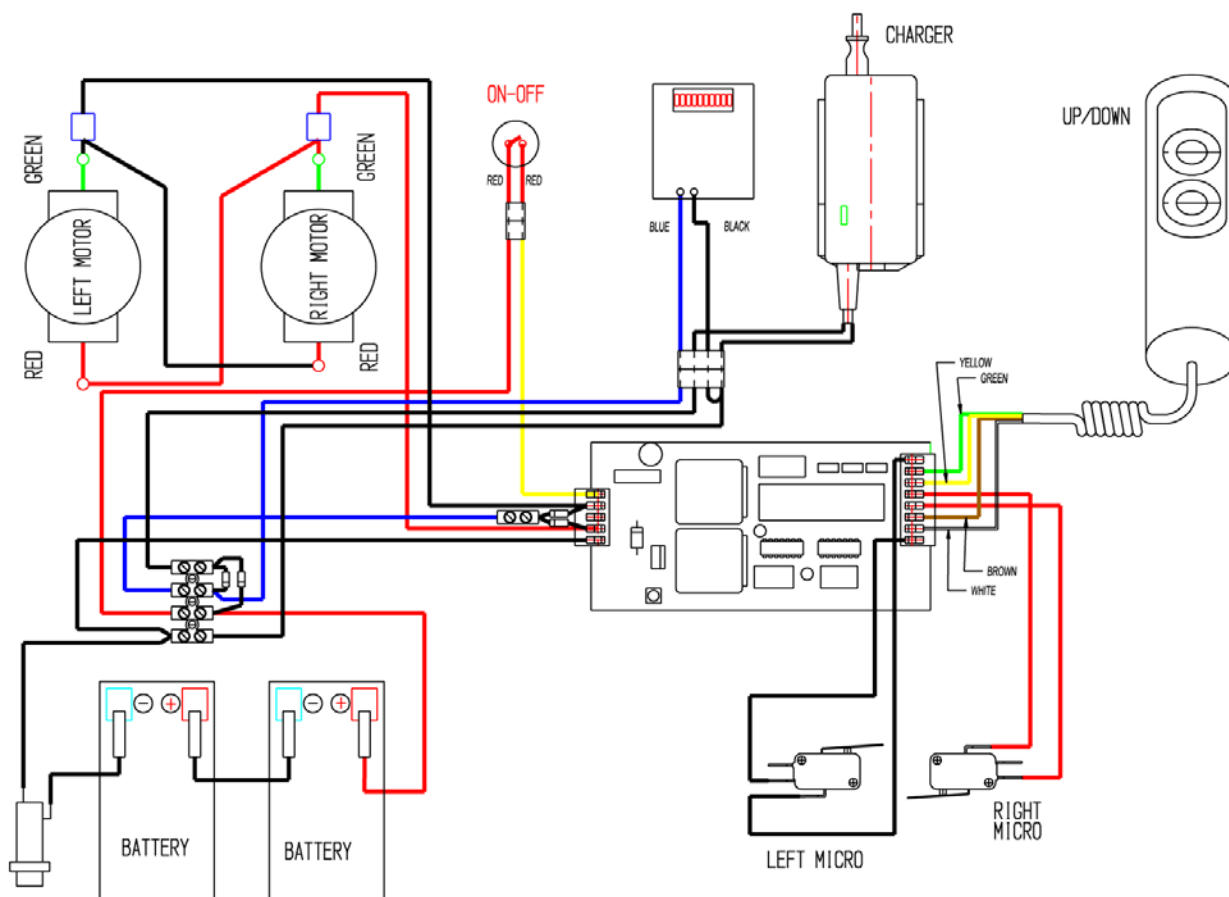 CHARGER
ON-OFF
UP/DOWN
GREEN
GREEN
LEFT MOTOR
RIGHT MOTOR
RED
RED
RED
RED
BLUE
BLACK
YELLOW
GREEN
BROWN
WHITE
- +
- +
BATTERY
BATTERY
LEFT MICRO
RIGHT
MICRO